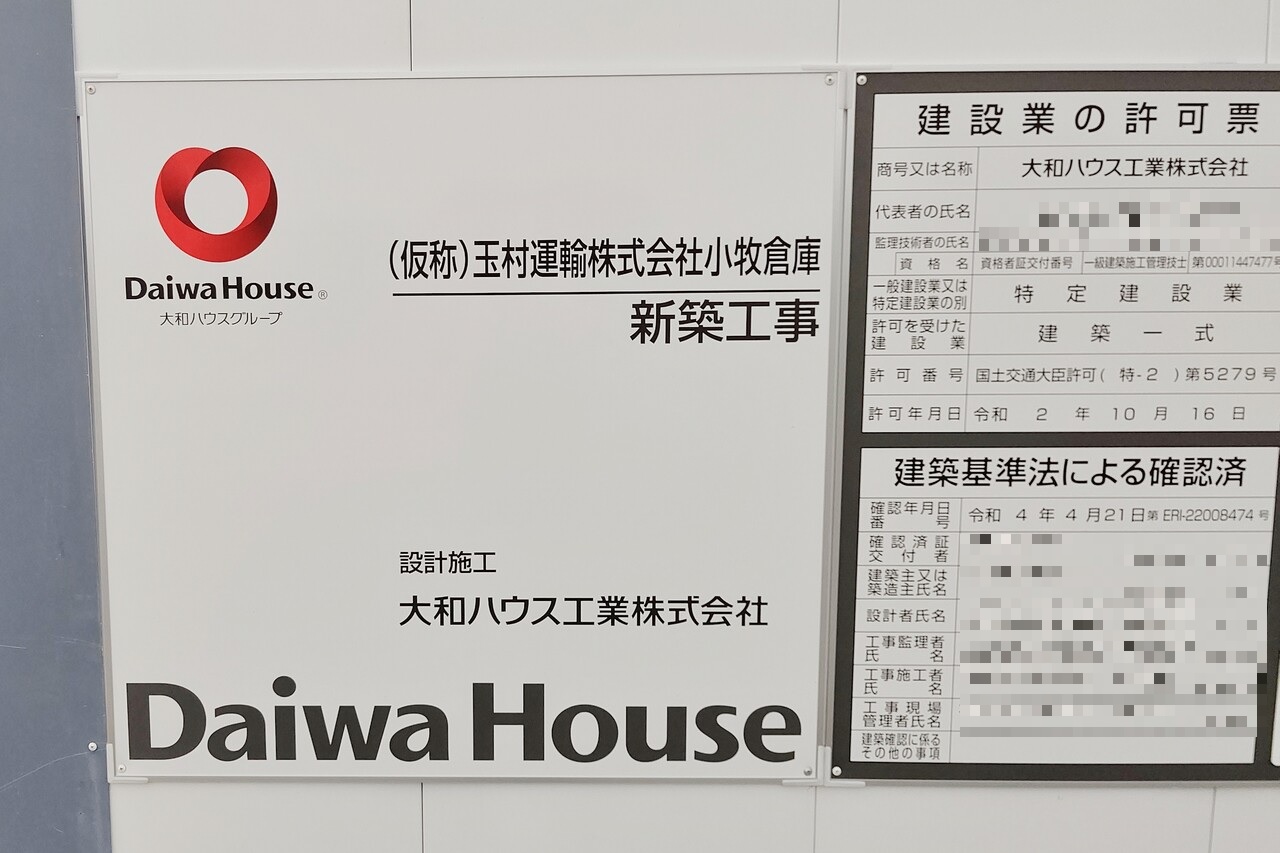 Daiwa House®
大和ハウスグループ
(仮称)玉村運輸株式会社小牧倉庫
新築工事
設計施工
大和ハウス工業株式会社
Daiwa House
建設業の許可票
商号又は名称 大和ハウス工業株式会社
代表者の氏名
監理技術者の氏名
資格名 資格者証交付番号 一級建築施工管理技士 第00011447477号
一般建設業又は
特定建設業の別 特定建設業
許可を受けた
建設業 建築一式
許可番号 国土交通大臣許可( 特-2 )第5279号
許可年月日 令和 2 年 10 月 16 日
建築基準法による確認済
確認年月日
番号 令和 4 年 4 月21日第 ERI-22008474 号
確認済証
交付者
建築主又は
築造主氏名
設計者氏名
工事監理者
氏名
工事施工者
氏名
工事現場
管理者氏名
建築確認に係る
その他の事項